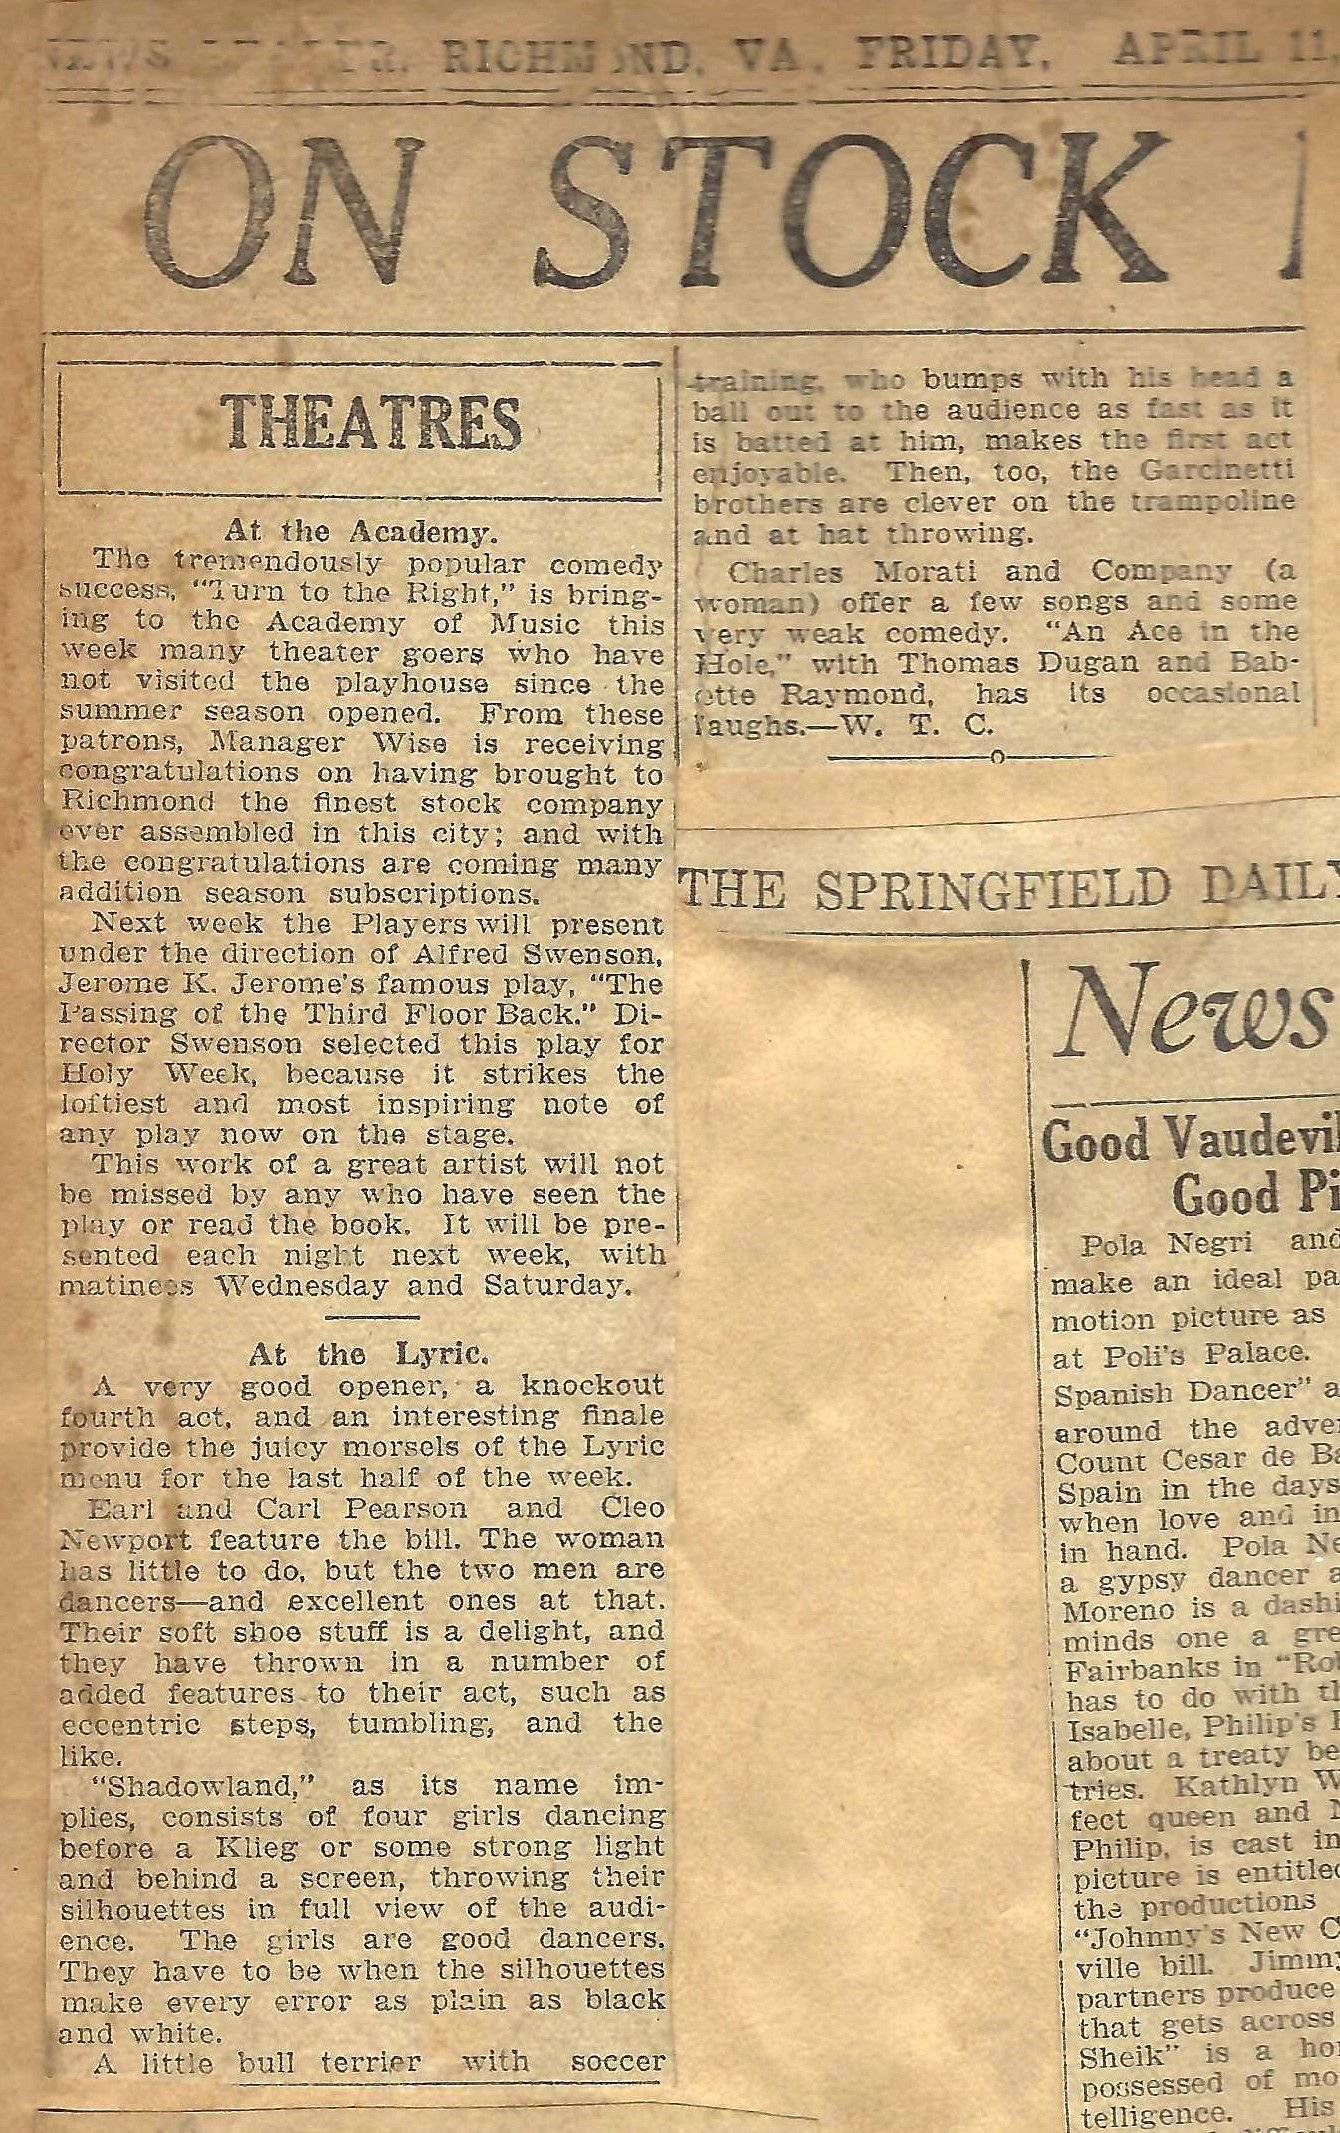 NEWS LEADER, RICHMOND, VA., FRIDAY, APRIL 11,
ON STOCK
THEATRES
At the Academy.
The tremendously popular comedy
success, "Turn to the Right," is bring-
ing to the Academy of Music this
week many theater goers who have
not visited the playhouse since the
summer season opened. From these
patrons, Manager Wise is receiving
congratulations on having brought to
Richmond the finest stock company
ever assembled in this city; and with
the congratulations are coming many
addition season subscriptions.
Next week the Players will present
under the direction of Alfred Swenson,
Jerome K. Jerome's famous play, "The
Passing of the Third Floor Back." Di-
rector Swenson selected this play for
Holy Week, because it strikes the
loftiest and most inspiring note of
any play now on the stage.
This work of a great artist will not
be missed by any who have seen the
play or read the book. It will be pre-
sented each night next week, with
matinees Wednesday and Saturday.
At the Lyric.
A very good opener, a knockout
fourth act, and an interesting finale
provide the juicy morsels of the Lyric
menu for the last half of the week.
Earl and Carl Pearson and Cleo
Newport feature the bill. The woman
has little to do, but the two men are
dancers—and excellent ones at that.
Their soft shoe stuff is a delight, and
they have thrown in a number of
added features to their act, such as
eccentric steps, tumbling, and the
like.
"Shadowland," as its name im-
plies, consists of four girls dancing
before a Klieg or some strong light
and behind a screen, throwing their
silhouettes in full view of the audi-
ence. The girls are good dancers.
They have to be when the silhouettes
make every error as plain as black
and white.
A little bull terrier with soccer
training, who bumps with his head a
ball out to the audience as fast as it
is batted at him, makes the first act
enjoyable. Then, too, the Garcinetti
brothers are clever on the trampoline
and at hat throwing.
Charles Morati and Company (a
woman) offer a few songs and some
very weak comedy. "An Ace in the
Hole," with Thomas Dugan and Bab-
ette Raymond, has its occasional
laughs.—W. T. C.
THE SPRINGFIELD DAILY
News
Good Vaudevil
Good Pi
Pola Negri and
make an ideal pa
motion picture as
at Poli's Palace.
Spanish Dancer" a
around the adve
Count Cesar de Ba
Spain in the days
when love and in
in hand. Pola Ne
a gypsy dancer a
Moreno is a dashi
minds one a gre
Fairbanks in "Ro
has to do with th
Isabelle, Philip's
about a treaty be
tries. Kathlyn W
fect queen and
Philip, is cast in
picture is entitled
the productions
"Johnny's New C
ville bill. Jimmy
partners produce
that gets across
Sheik" is a ho
possessed of mo
telligence. His